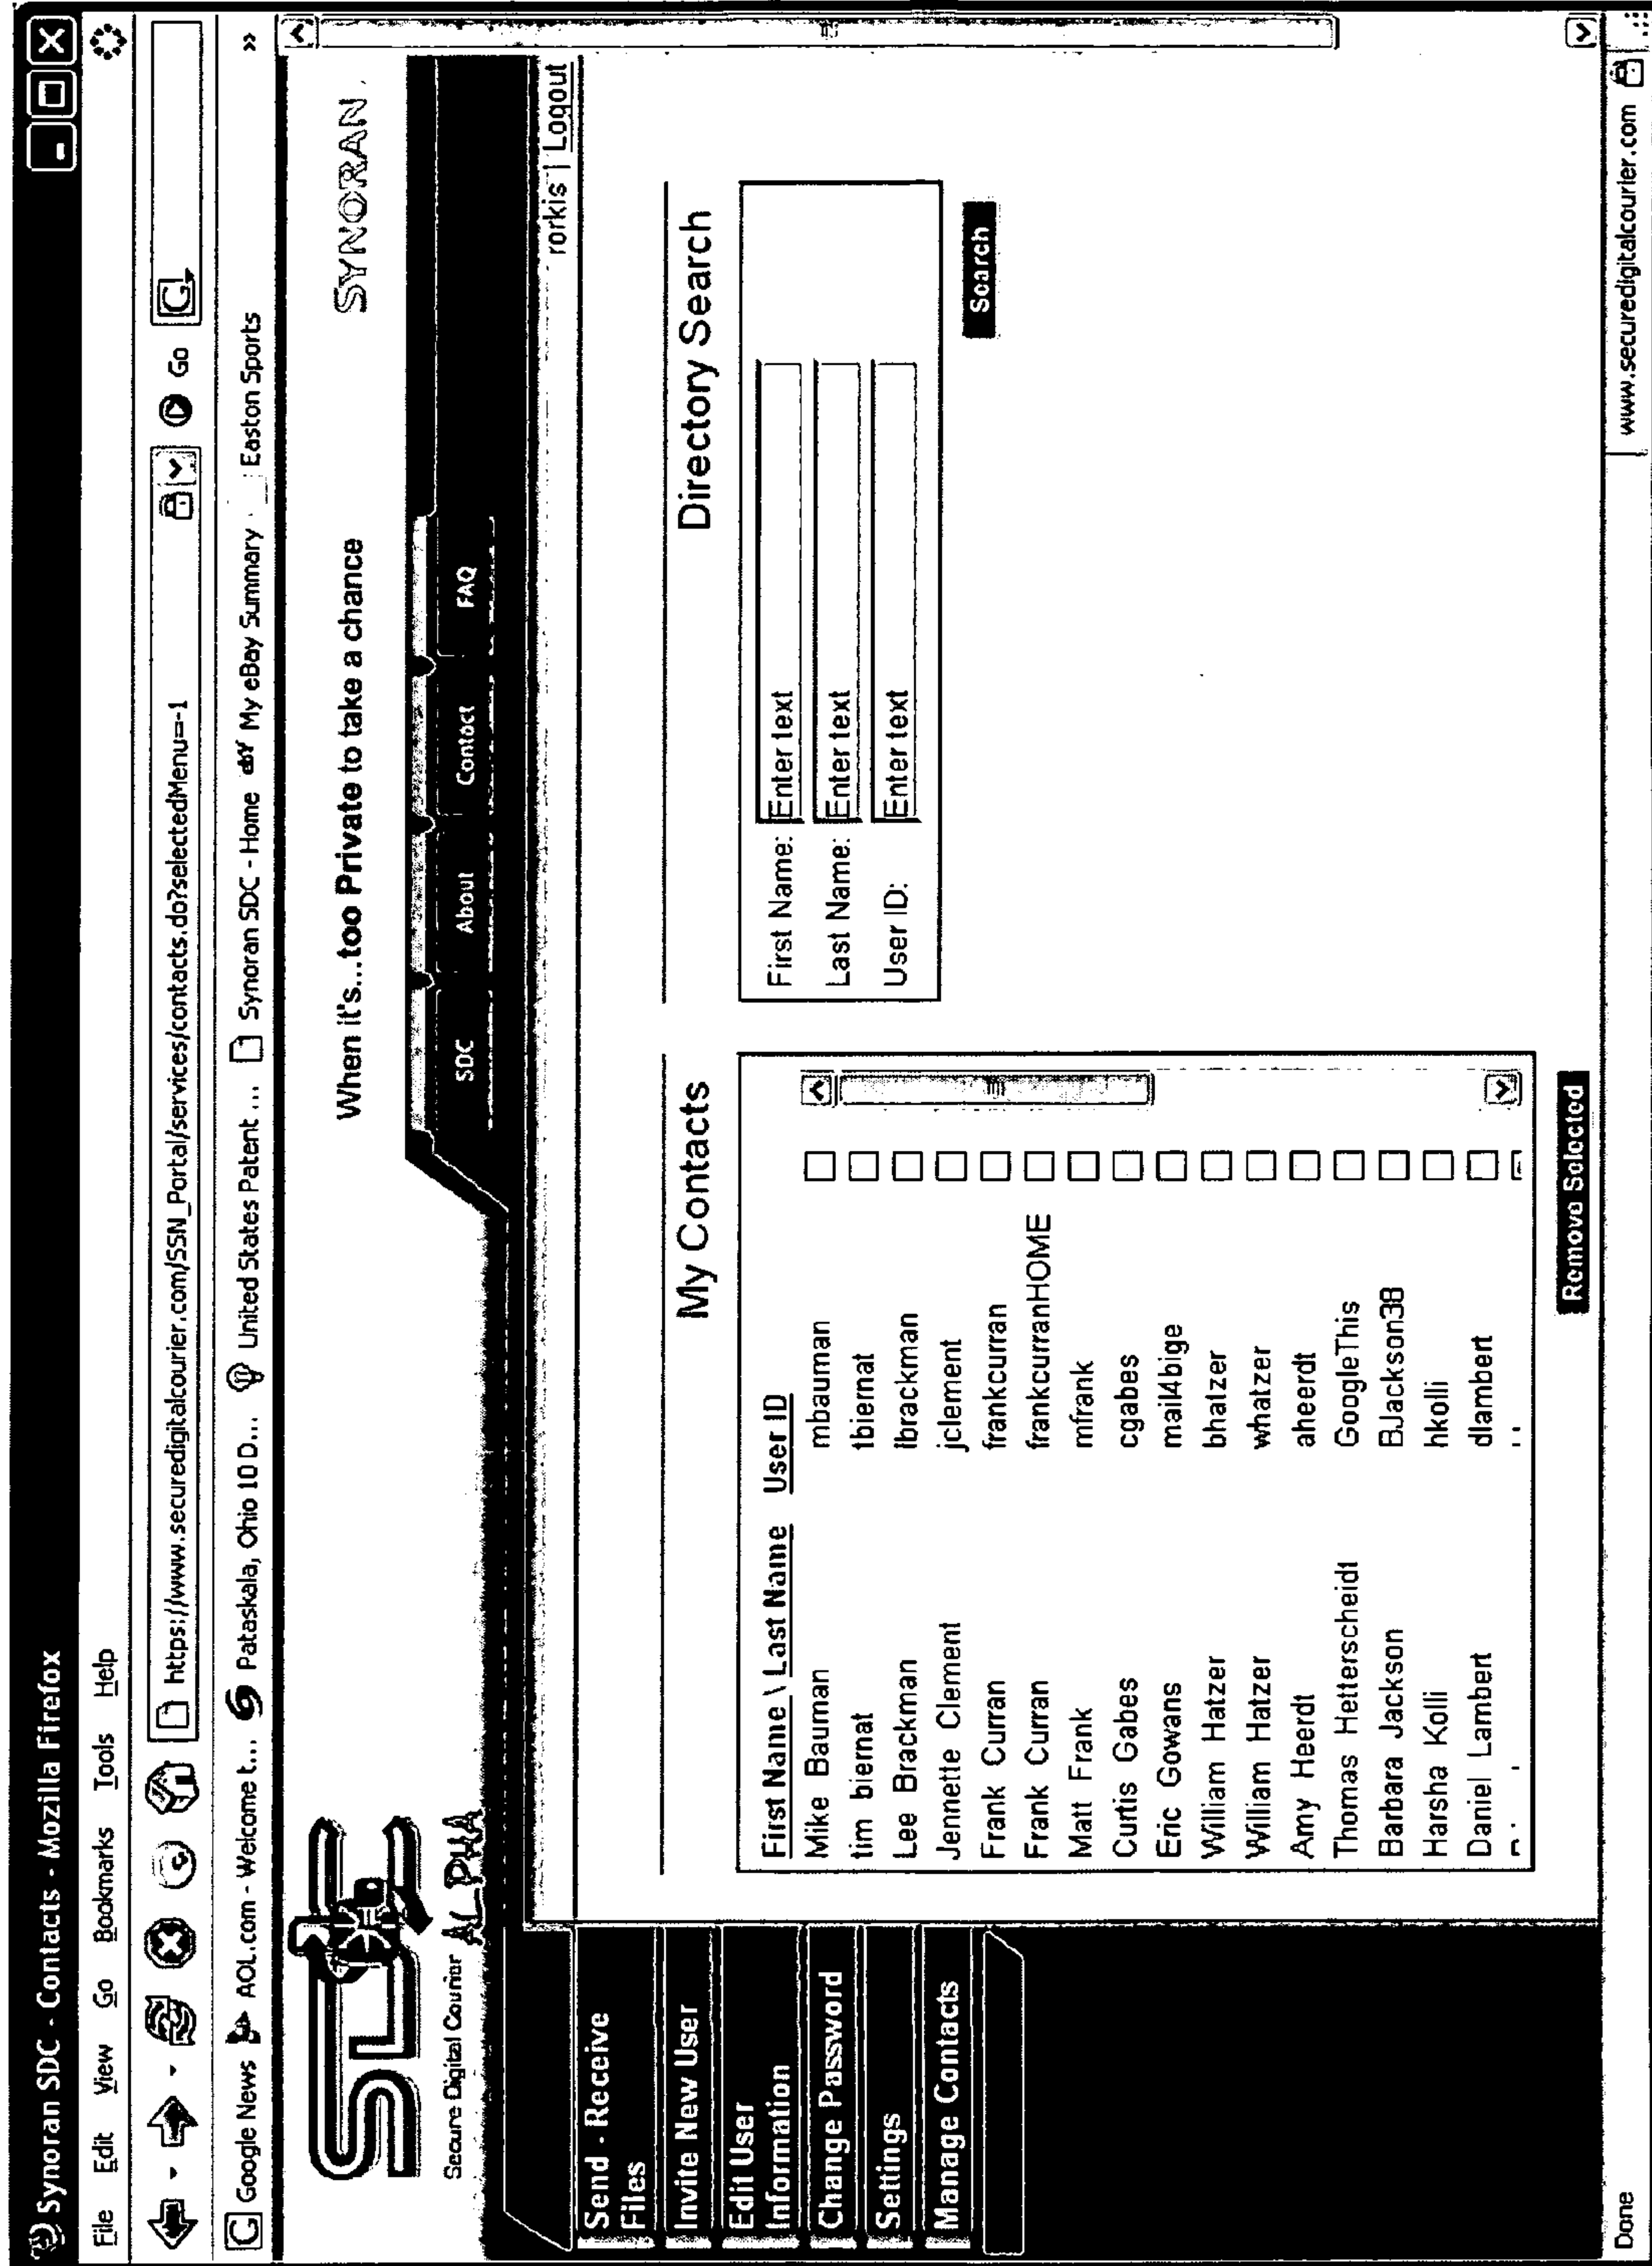 Synoran SDC - Contacts - Mozilla Firefox
File Edit View Go Bookmarks Tools Help
https://www.securedigitalcourier.com/SSN_Portal/services/contacts.do?selectedMenu=-1 Go
Google News AOL.com - Welcome t... Pataskala, Ohio 10 D... United States Patent ... Synoran SDC - Home My eBay Summary Easton Sports »
SDC
Secure Digital Courier ALPHA
When it's...too Private to take a chance
SYNORAN
SDC About Contact FAQ
rorkis | Logout
Send - Receive
Files
Invite New User
Edit User
Information
Change Password
Settings
Manage Contacts
My Contacts
First Name \ Last Name User ID
Mike Bauman mbauman
tim biernat tbiernat
Lee Brackman lbrackman
Jennette Clement jclement
Frank Curran frankcurran
Frank Curran frankcurranHOME
Matt Frank mfrank
Curtis Gabes cgabes
Eric Gowans mail4bige
William Hatzer bhatzer
William Hatzer whatzer
Amy Heerdt aheerdt
Thomas Hetterscheidt GoogleThis
Barbara Jackson BJackson38
Harsha Kolli hkolli
Daniel Lambert dlambert
Remove Selected
Directory Search
First Name: Enter text
Last Name: Enter text
User ID: Enter text
Search
Done www.securedigitalcourier.com